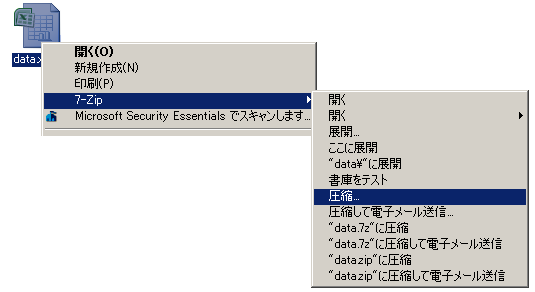 data.x
開く(O)
新規作成(N)
印刷(P)
7-Zip
Microsoft Security Essentials でスキャンします...
開く
開く
展開...
ここに展開
"data¥"に展開
書庫をテスト
圧縮...
圧縮して電子メール送信...
"data.7z"に圧縮
"data.7z"に圧縮して電子メール送信
"data.zip"に圧縮
"data.zip"に圧縮して電子メール送信